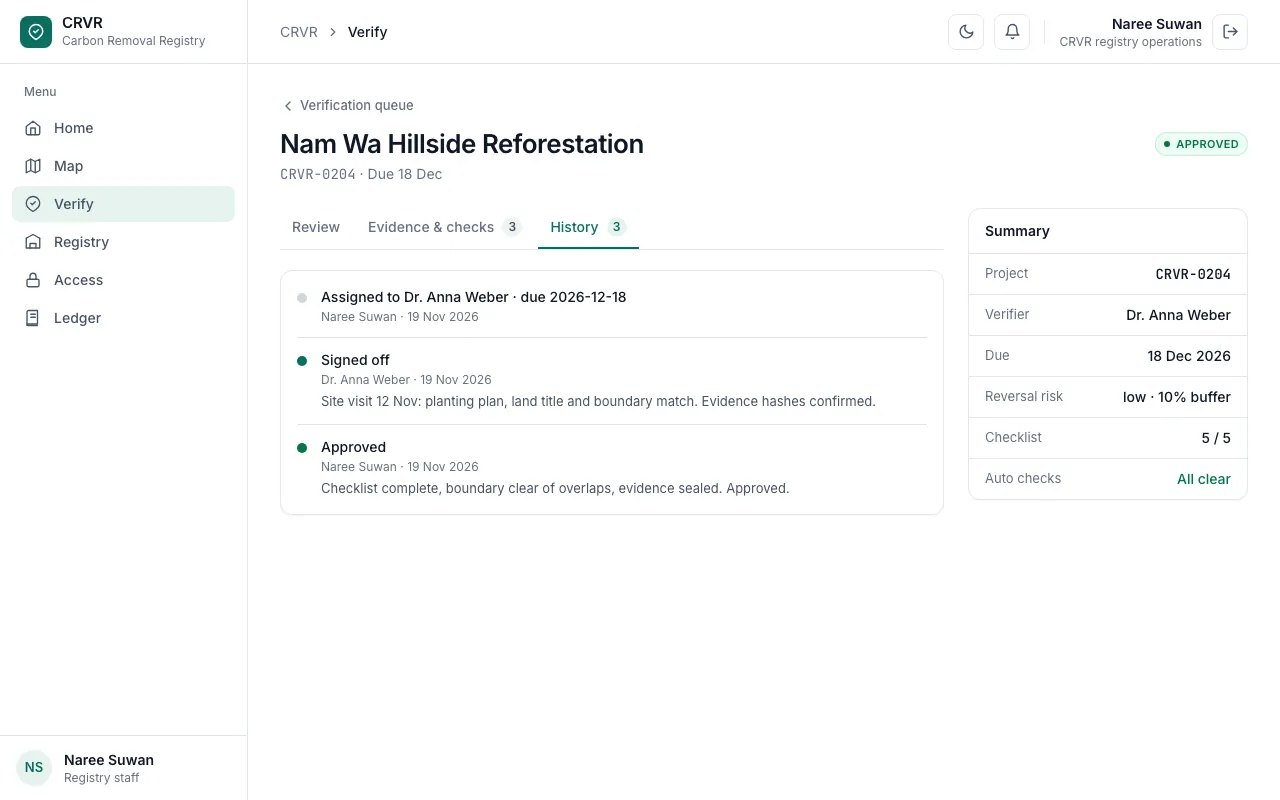 CRVR
Carbon Removal Registry
Menu
Home
Map
Verify
Registry
Access
Ledger
NS
Naree Suwan
Registry staff
CRVR > Verify
Naree Suwan
CRVR registry operations
Verification queue
Nam Wa Hillside Reforestation
APPROVED
CRVR-0204 · Due 18 Dec
Review
Evidence & checks 3
History 3
Assigned to Dr. Anna Weber · due 2026-12-18
Naree Suwan · 19 Nov 2026
Signed off
Dr. Anna Weber · 19 Nov 2026
Site visit 12 Nov: planting plan, land title and boundary match. Evidence hashes confirmed.
Approved
Naree Suwan · 19 Nov 2026
Checklist complete, boundary clear of overlaps, evidence sealed. Approved.
Summary
Project CRVR-0204
Verifier Dr. Anna Weber
Due 18 Dec 2026
Reversal risk low · 10% buffer
Checklist 5 / 5
Auto checks All clear